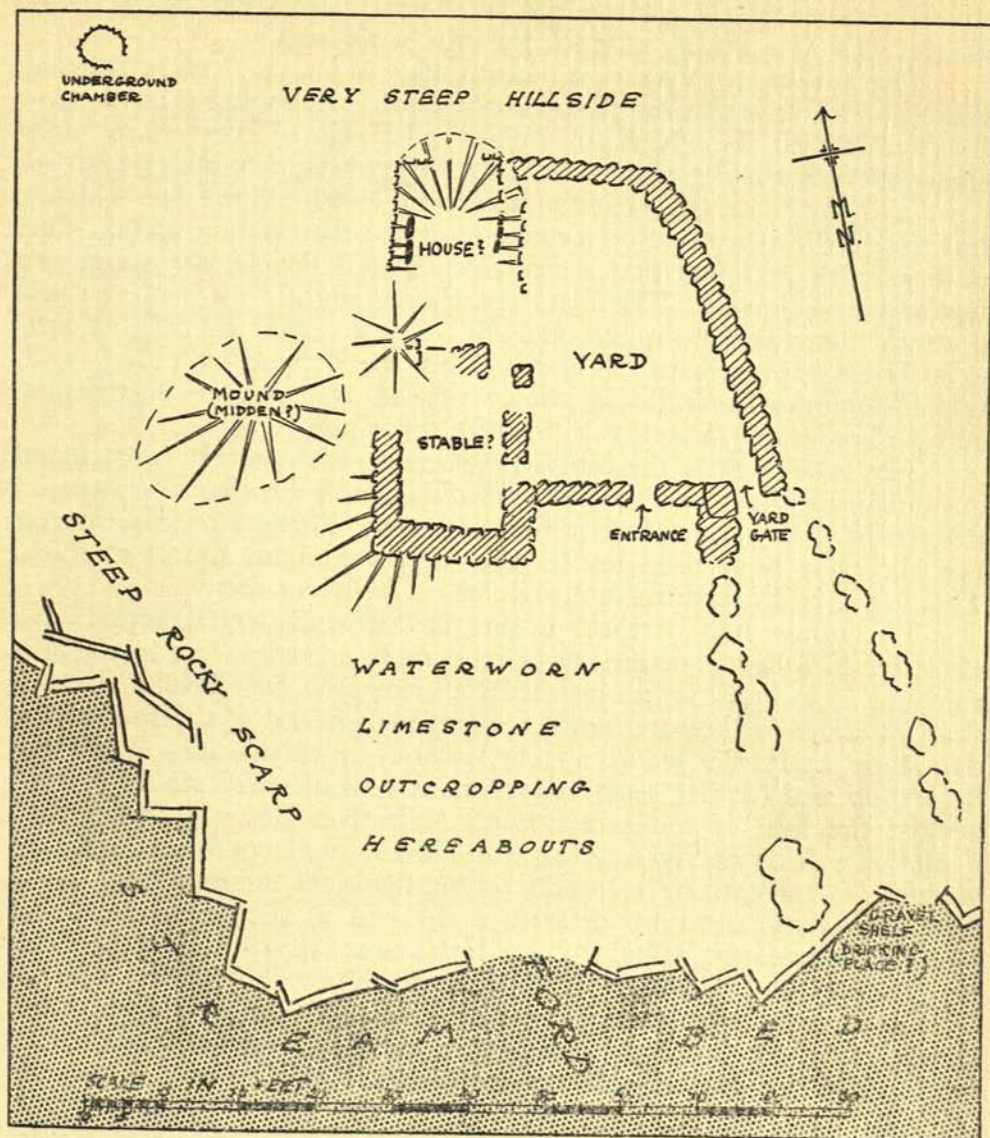 UNDERGROUND
CHAMBER
VERY STEEP HILLSIDE
M.
N.
HOUSE?
YARD
MOUND
(MIDDEN?)
STABLE?
ENTRANCE
YARD
GATE
STEEP ROCKY SCARP
WATERWORN
LIMESTONE
OUTCROPPING
HEREABOUTS
GRAVEL
SHELF
(DRINKING
PLACE?)
STREAM BED
FORD
SCALE IN FEET